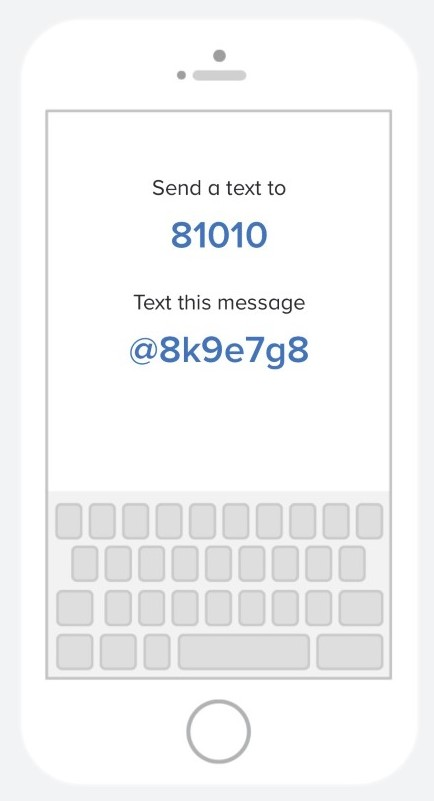 Send a text to
81010
Text this message
@8k9e7g8